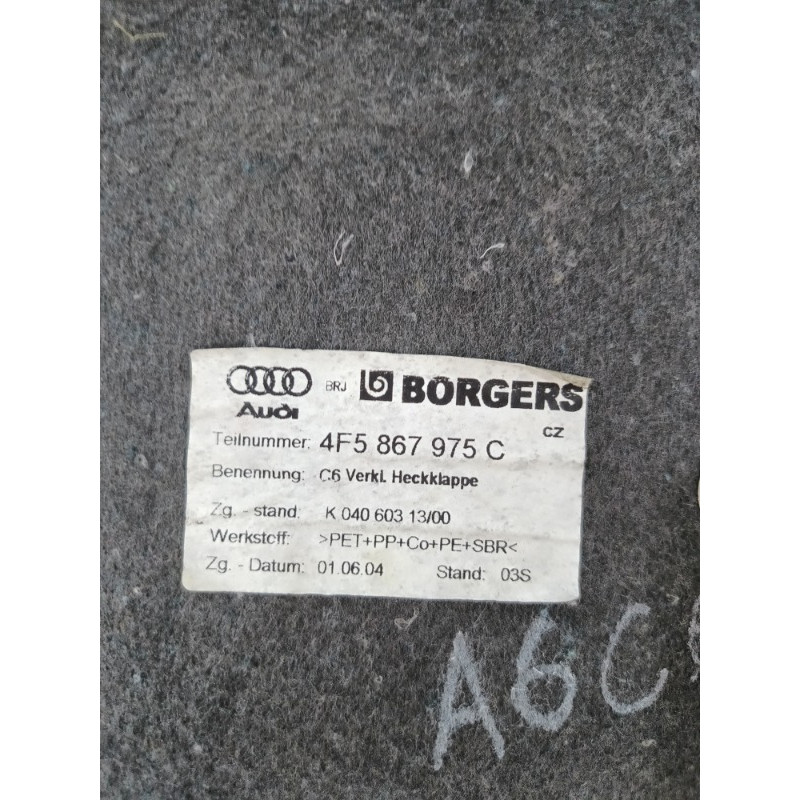 BRJ BÖRGERS
Audi
CZ
Teilnummer: 4F5 867 975 C
Benennung: C6 Verkl. Heckklappe
Zg. - stand: K 040 603 13/00
Werkstoff: >PET+PP+Co+PE+SBR<
Zg. - Datum: 01.06.04 Stand: 03S
A6C